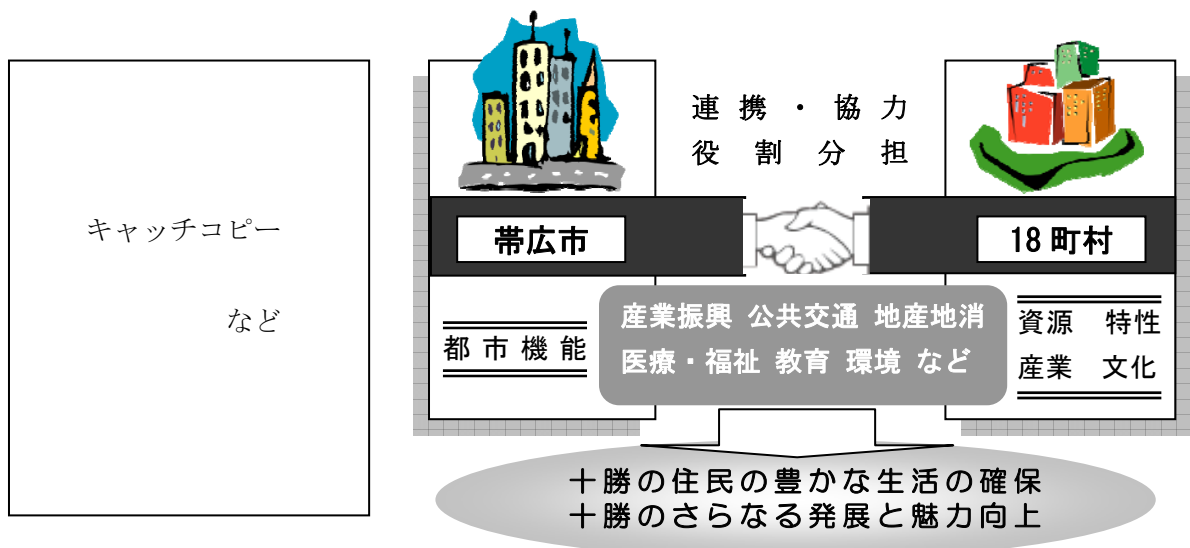 キャッチコピー
など
連携・協力
役割分担
帯広市
18町村
都市機能
産業振興 公共交通 地産地消
医療・福祉 教育 環境 など
資源 特性
産業 文化
十勝の住民の豊かな生活の確保
十勝のさらなる発展と魅力向上